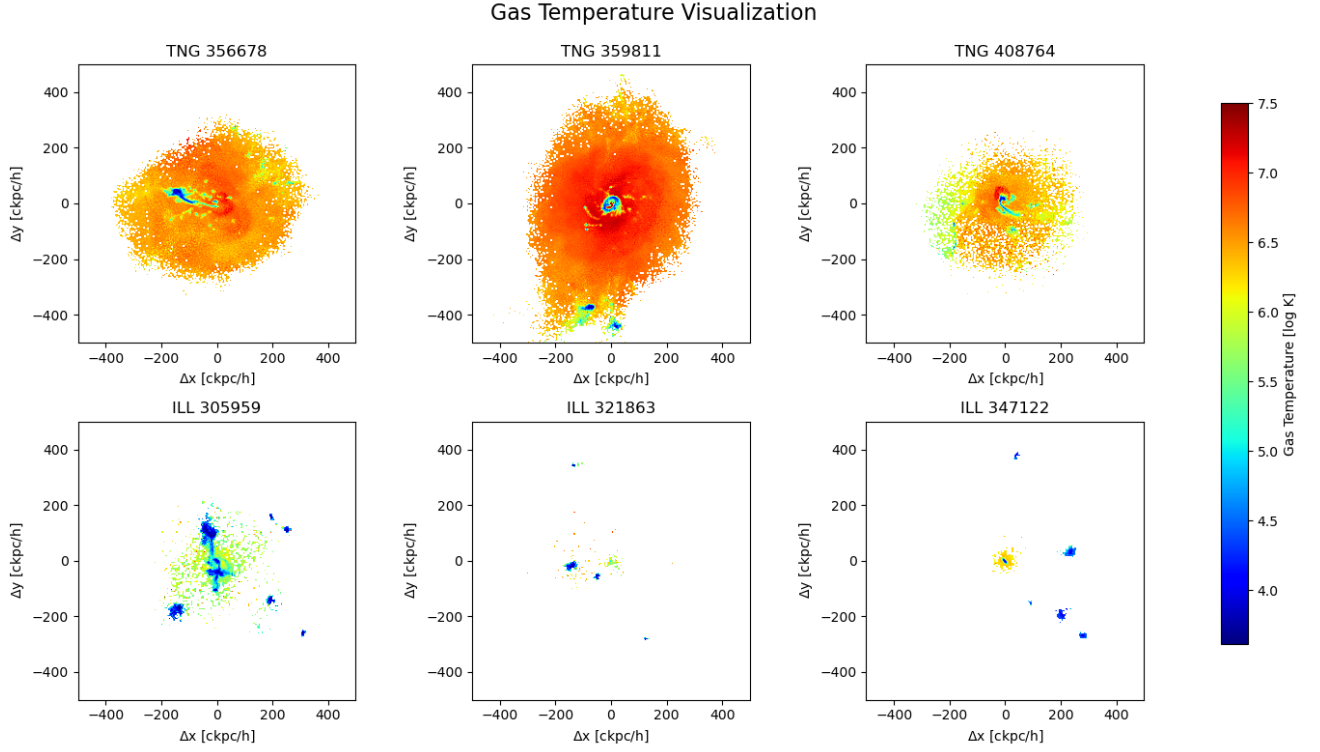 Gas Temperature Visualization
TNG 356678
TNG 359811
TNG 408764
400
200
0
−200
−400
Δy [ckpc/h]
−400 −200 0 200 400
Δx [ckpc/h]
400
200
0
−200
−400
Δy [ckpc/h]
−400 −200 0 200 400
Δx [ckpc/h]
400
200
0
−200
−400
Δy [ckpc/h]
−400 −200 0 200 400
Δx [ckpc/h]
ILL 305959
ILL 321863
ILL 347122
400
200
0
−200
−400
Δy [ckpc/h]
−400 −200 0 200 400
Δx [ckpc/h]
400
200
0
−200
−400
Δy [ckpc/h]
−400 −200 0 200 400
Δx [ckpc/h]
400
200
0
−200
−400
Δy [ckpc/h]
−400 −200 0 200 400
Δx [ckpc/h]
7.5
7.0
6.5
6.0
5.5
5.0
4.5
4.0
Gas Temperature [log K]